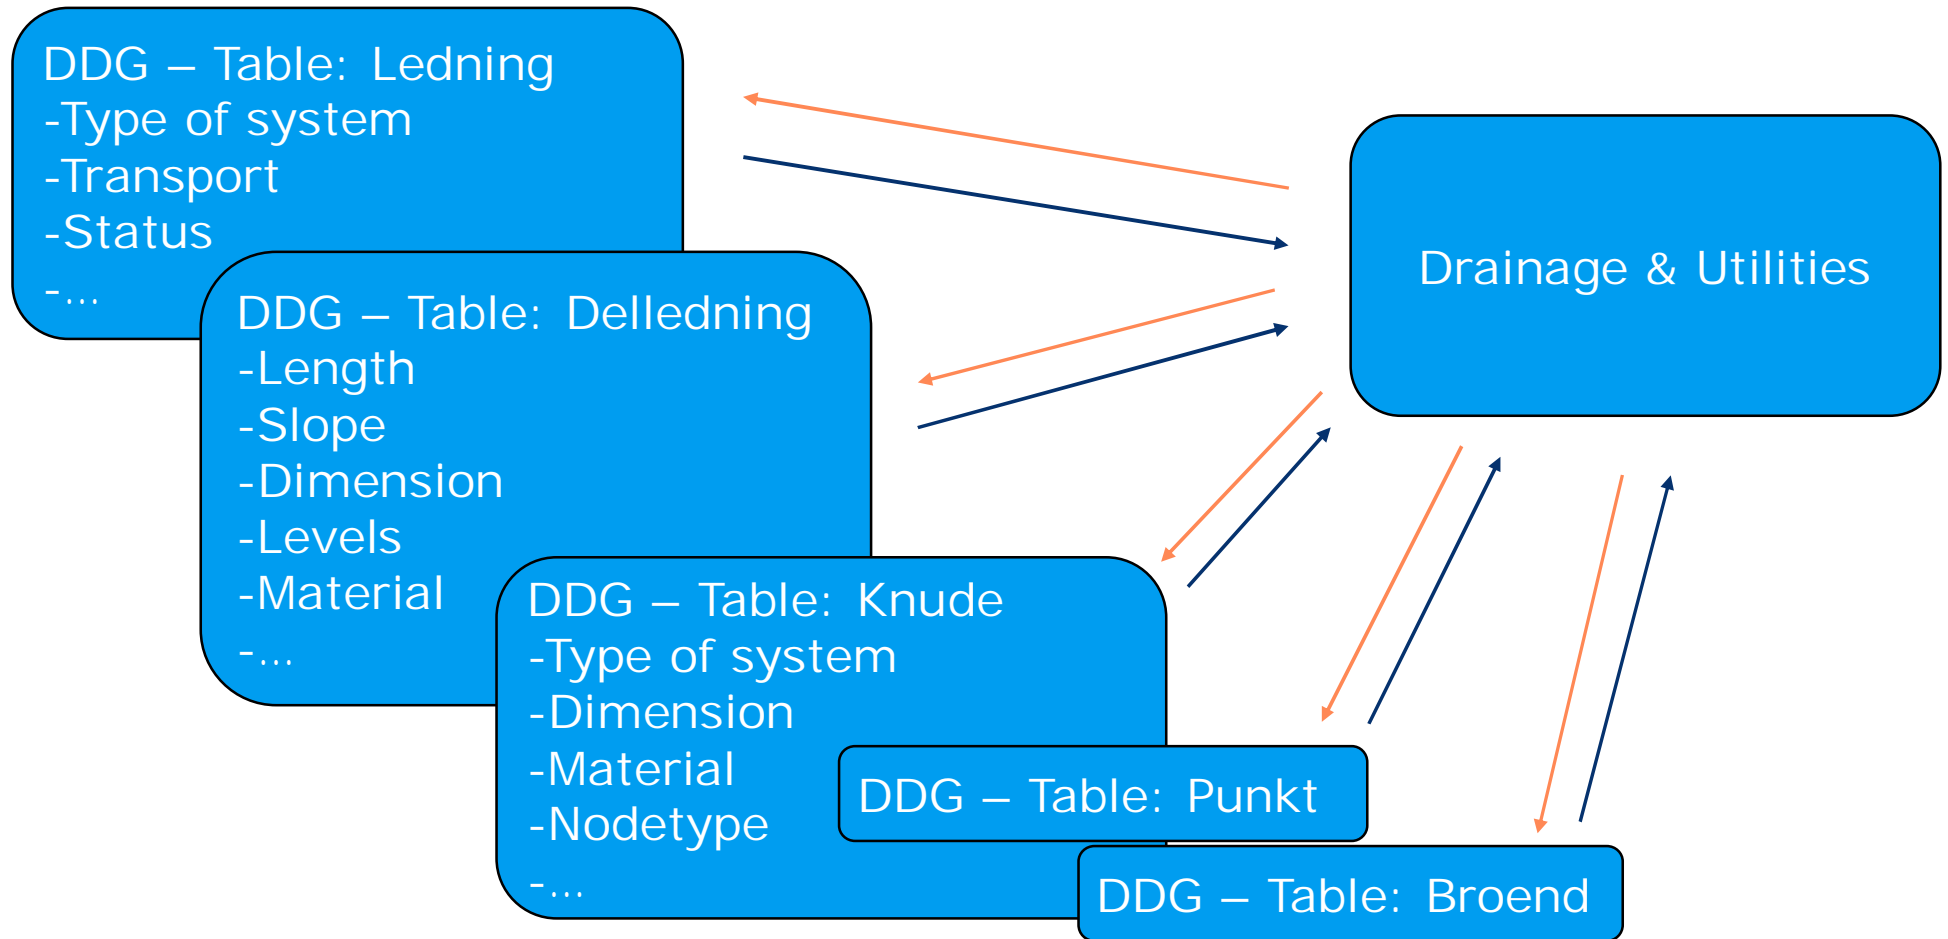 DDG – Table: Ledning
-Type of system
-Transport
-Status
-...
DDG – Table: Delledning
-Length
-Slope
-Dimension
-Levels
-Material
-...
DDG – Table: Knude
-Type of system
-Dimension
-Material
-Nodetype
-...
DDG – Table: Punkt
DDG – Table: Broend
Drainage & Utilities